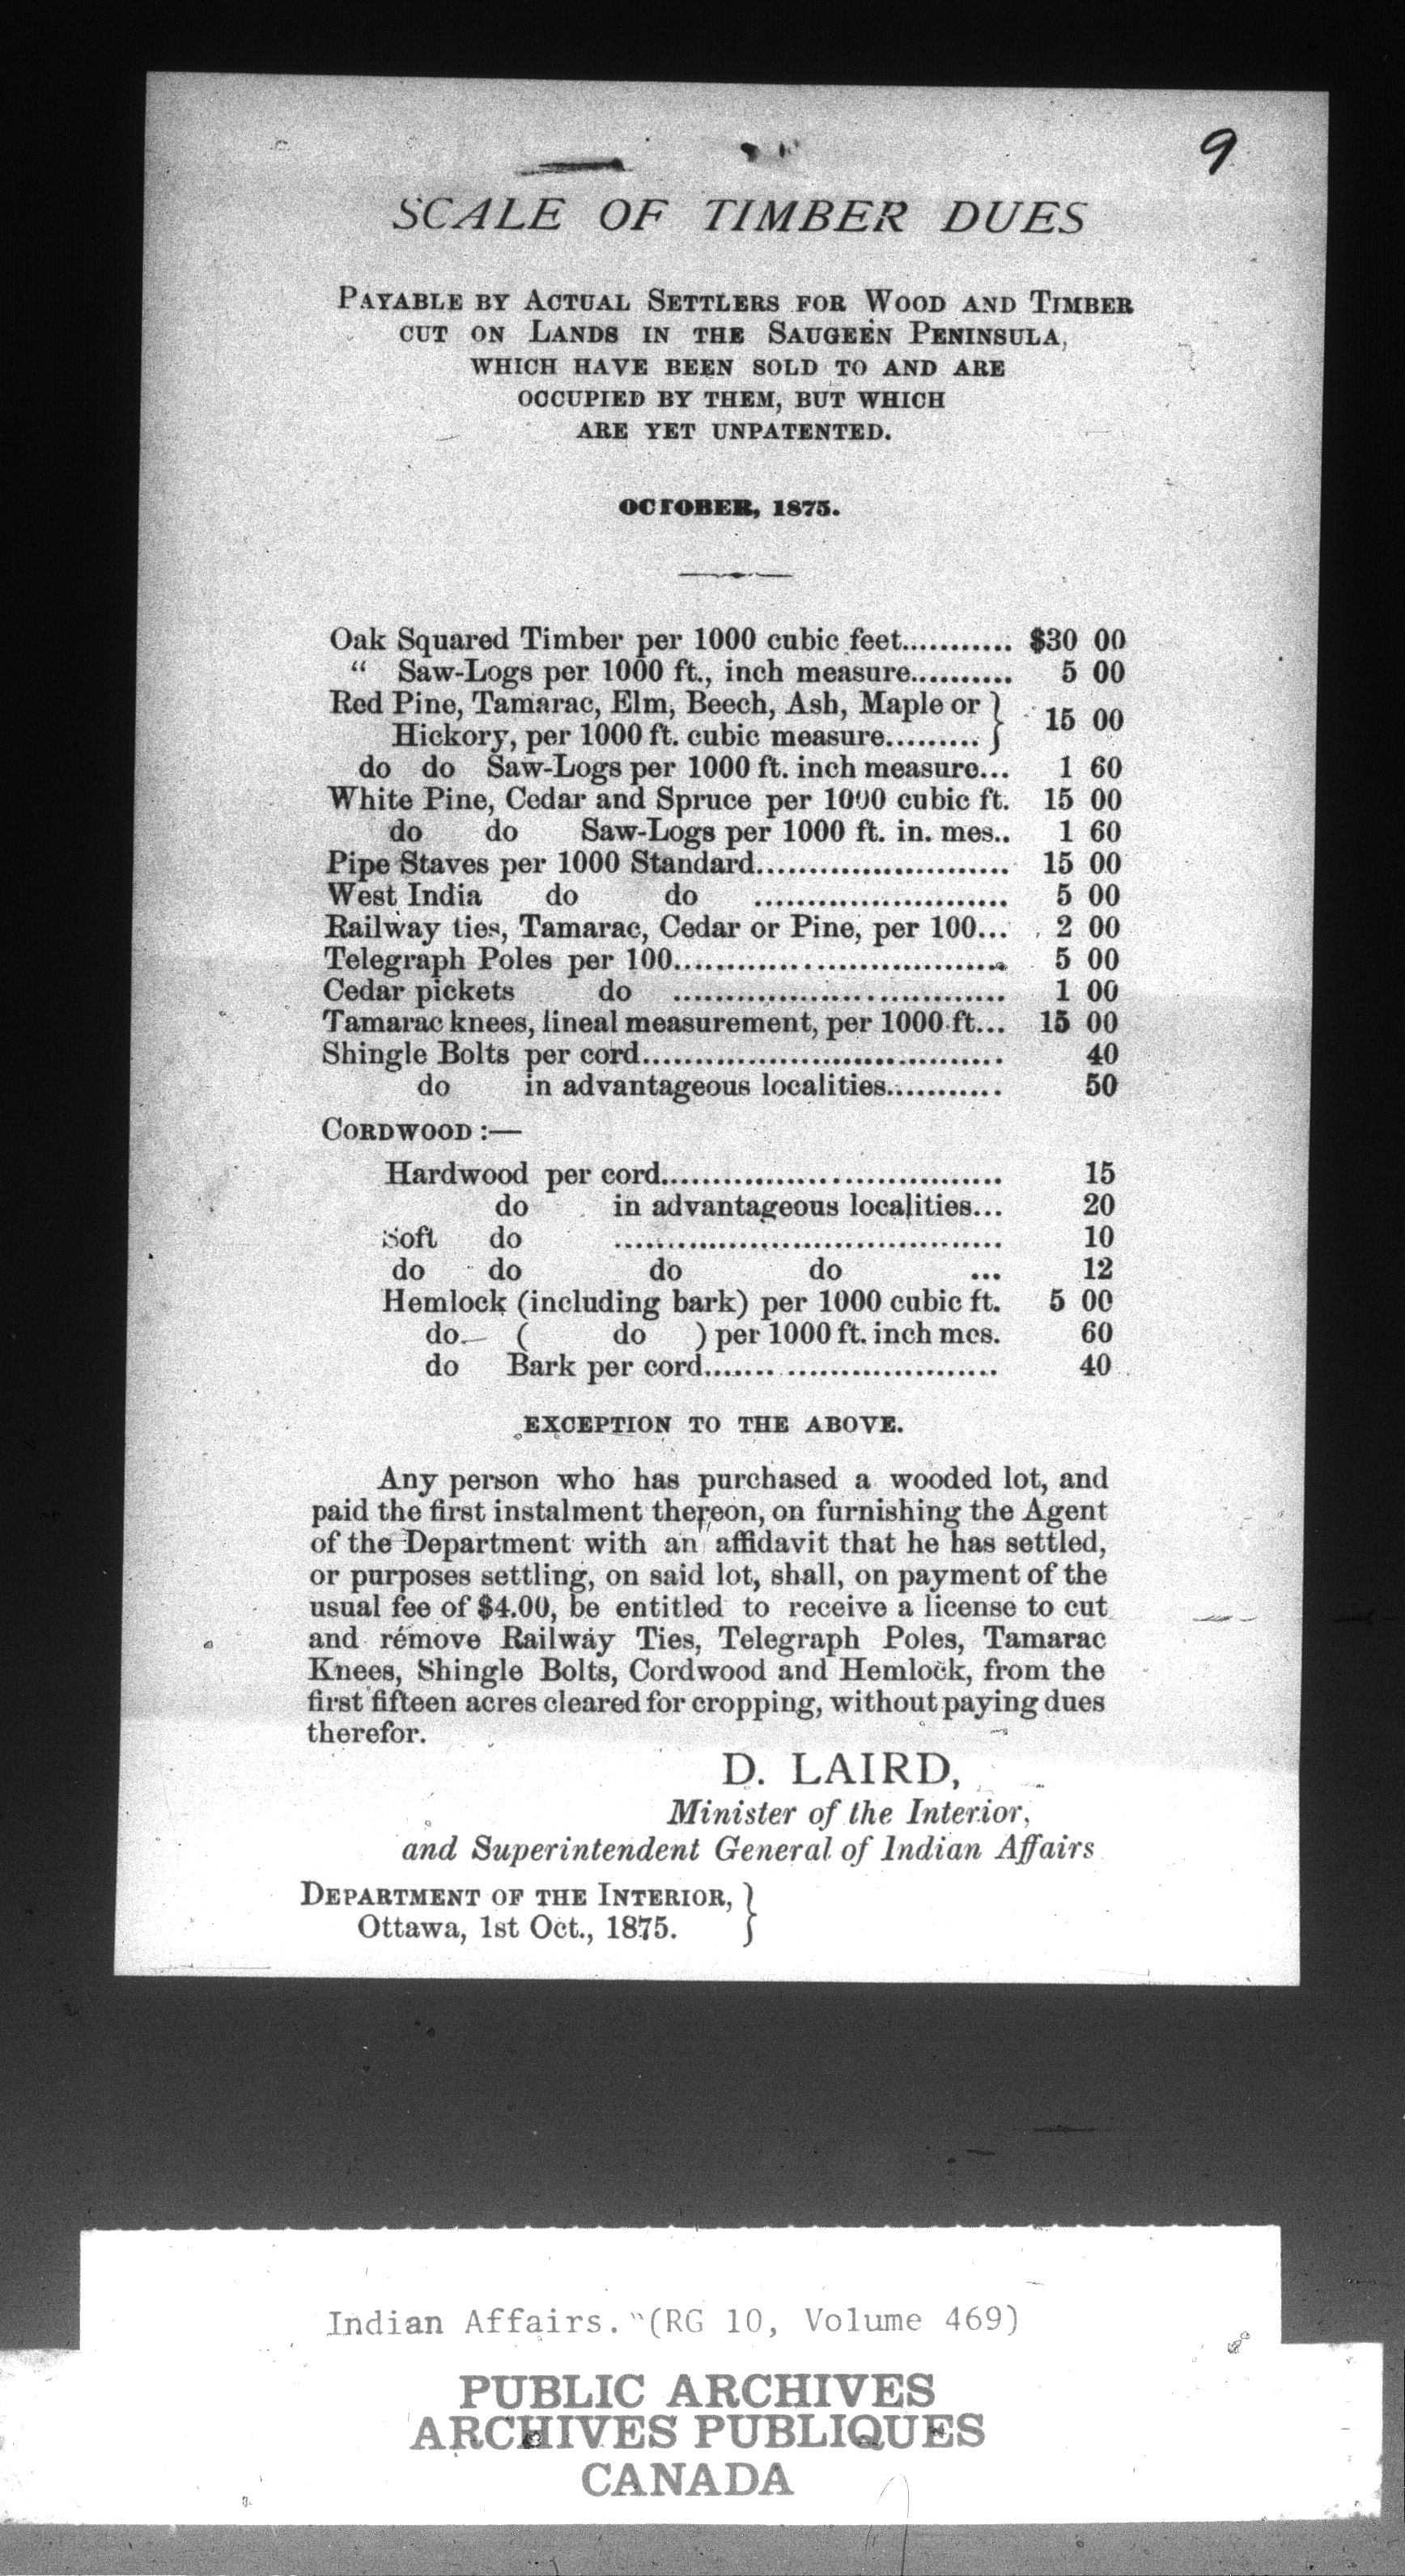 9
SCALE OF TIMBER DUES
PAYABLE BY ACTUAL SETTLERS FOR WOOD AND TIMBER
CUT ON LANDS IN THE SAUGEEN PENINSULA,
WHICH HAVE BEEN SOLD TO AND ARE
OCCUPIED BY THEM, BUT WHICH
ARE YET UNPATENTED.
OCTOBER, 1875.
Oak Squared Timber per 1000 cubic feet........... $30 00
“ Saw-Logs per 1000 ft., inch measure.......... 5 00
Red Pine, Tamarac, Elm, Beech, Ash, Maple or }
Hickory, per 1000 ft. cubic measure......... } 15 00
do do Saw-Logs per 1000 ft. inch measure... 1 60
White Pine, Cedar and Spruce per 1000 cubic ft. 15 00
do do Saw-Logs per 1000 ft. in. mes.. 1 60
Pipe Staves per 1000 Standard........................ 15 00
West India do do ........................ 5 00
Railway ties, Tamarac, Cedar or Pine, per 100... 2 00
Telegraph Poles per 100................................ 5 00
Cedar pickets do ................................ 1 00
Tamarac knees, lineal measurement, per 1000 ft... 15 00
Shingle Bolts per cord................................... 40
do in advantageous localities........... 50
CORDWOOD :—
Hardwood per cord................................ 15
do in advantageous localities... 20
Soft do ..................................... 10
do do do do ... 12
Hemlock (including bark) per 1000 cubic ft. 5 00
do ( do ) per 1000 ft. inch mes. 60
do Bark per cord............................ 40
EXCEPTION TO THE ABOVE.
Any person who has purchased a wooded lot, and
paid the first instalment thereon, on furnishing the Agent
of the Department with an affidavit that he has settled,
or purposes settling, on said lot, shall, on payment of the
usual fee of $4.00, be entitled to receive a license to cut
and remove Railway Ties, Telegraph Poles, Tamarac
Knees, Shingle Bolts, Cordwood and Hemlock, from the
first fifteen acres cleared for cropping, without paying dues
therefor.
D. LAIRD,
Minister of the Interior,
and Superintendent General of Indian Affairs
DEPARTMENT OF THE INTERIOR, }
Ottawa, 1st Oct., 1875. }
Indian Affairs. "(RG 10, Volume 469)
PUBLIC ARCHIVES
ARCHIVES PUBLIQUES
CANADA